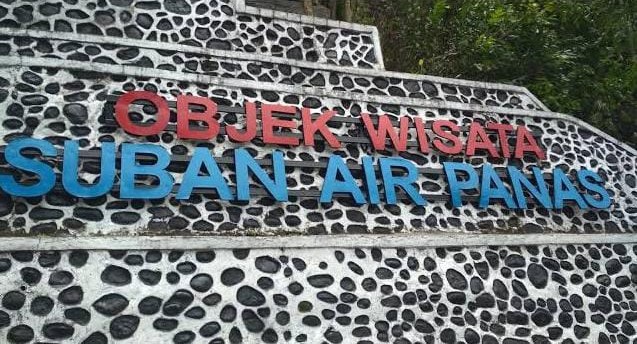 OBJEK WISATA
SUBAN AIR PANAS